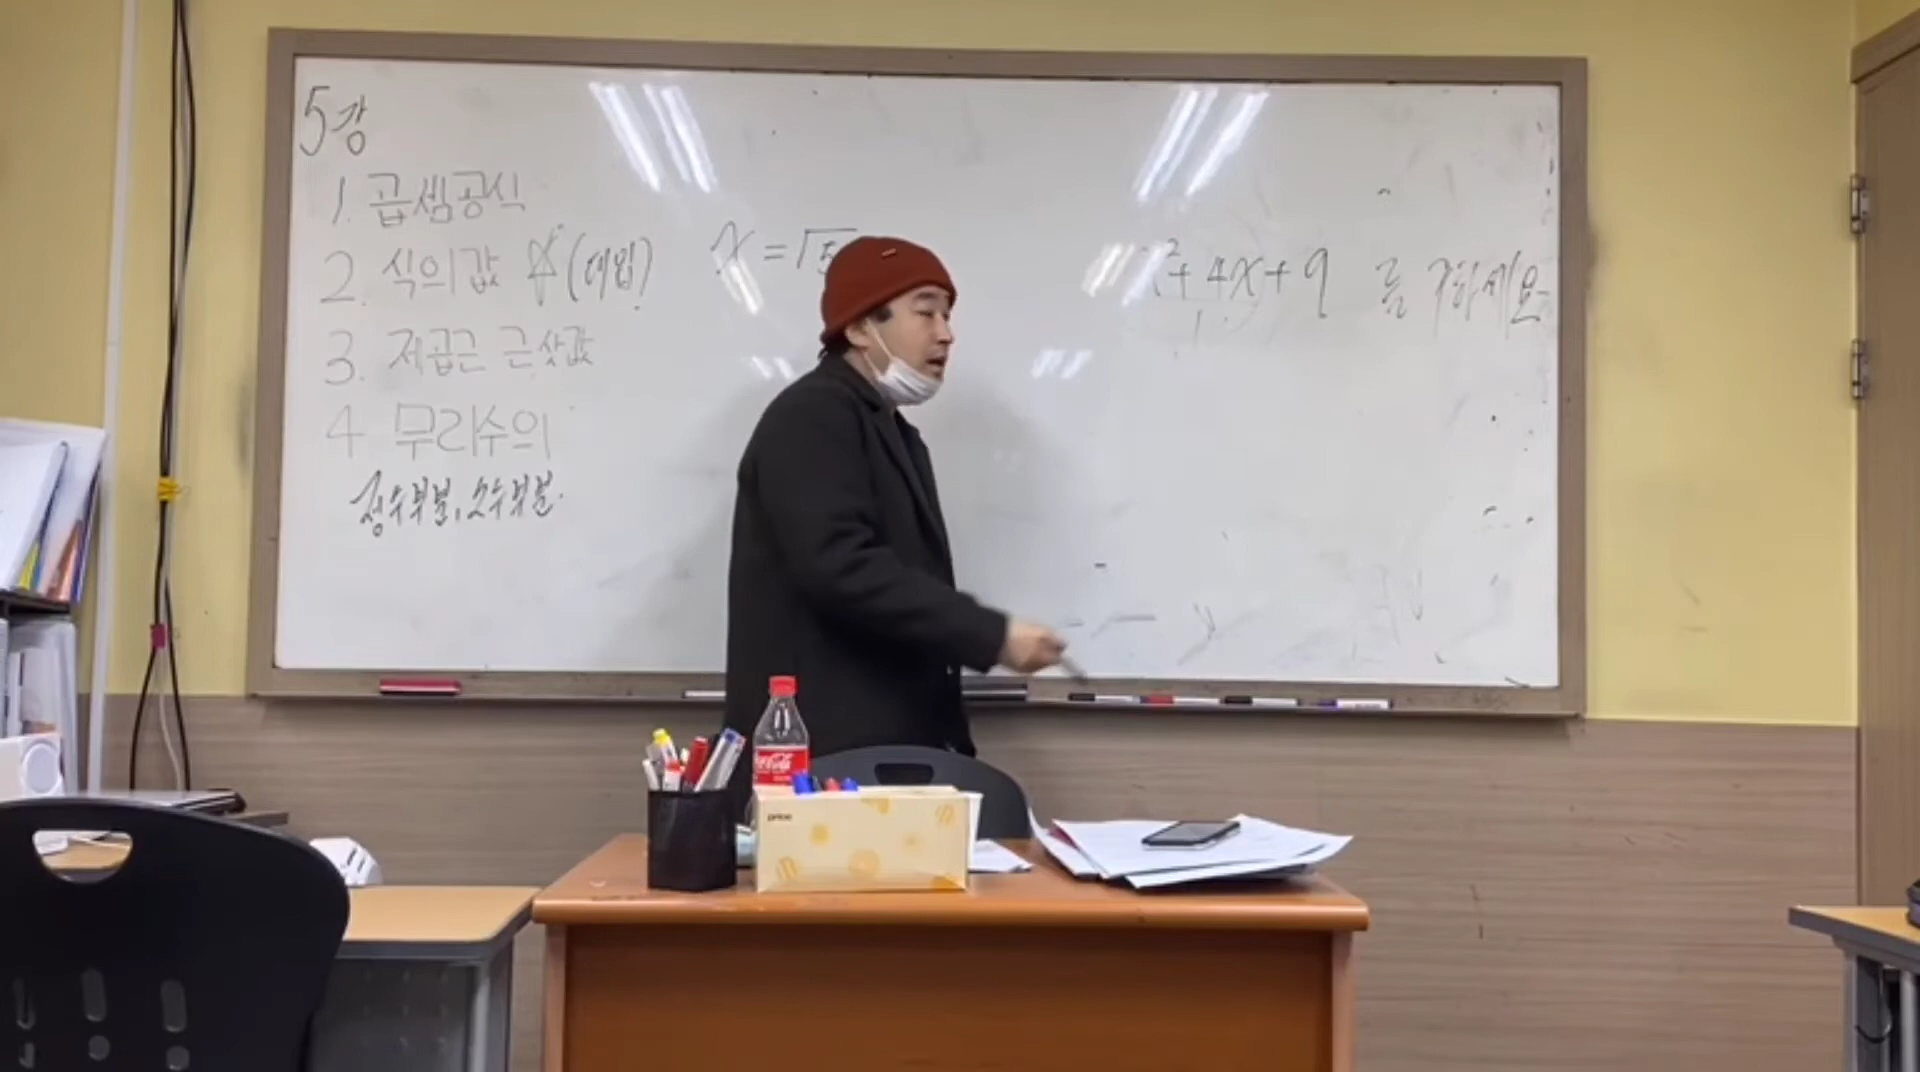 5강
1. 곱셈공식
2. 식의 값 ☆ (대입)
3. 제곱근 근삿값
4. 무리수의
정수부분, 소수부분.
x = √5
+ 4x + 9 를 구하세요
Coca-Cola